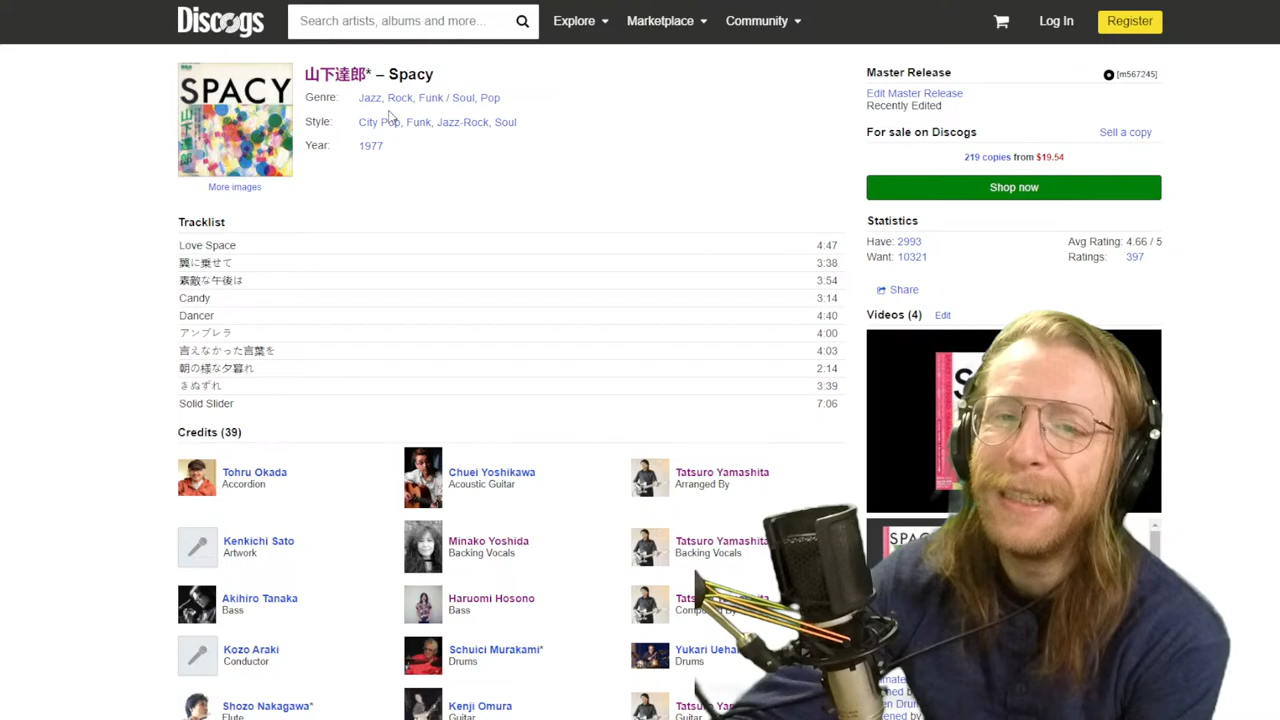 Discogs
Search artists, albums and more...
Explore
Marketplace
Community
Log In
Register
SPACY
山下達郎* – Spacy
Genre: Jazz, Rock, Funk / Soul, Pop
Style: City Pop, Funk, Jazz-Rock, Soul
Year: 1977
More images
Tracklist
Love Space 4:47
翼に乗せて 3:38
素敵な午後は 3:54
Candy 3:14
Dancer 4:40
アンブレラ 4:00
言えなかった言葉を 4:03
朝の様な夕暮れ 2:14
きぬずれ 3:39
Solid Slider 7:06
Credits (39)
Tohru Okada
Accordion
Chuei Yoshikawa
Acoustic Guitar
Tatsuro Yamashita
Arranged By
Kenkichi Sato
Artwork
Minako Yoshida
Backing Vocals
Tatsuro Yamashita
Backing Vocals
Akihiro Tanaka
Bass
Haruomi Hosono
Bass
Kozo Araki
Conductor
Schuici Murakami*
Drums
Yukari Uehar
Drums
Shozo Nakagawa*
Flute
Kenji Omura
Guitar
Guitar
Master Release
[m567245]
Edit Master Release
Recently Edited
For sale on Discogs
Sell a copy
219 copies from $19.54
Shop now
Statistics
Have: 2993
Avg Rating: 4.66 / 5
Want: 10321
Ratings: 397
Share
Videos (4) Edit